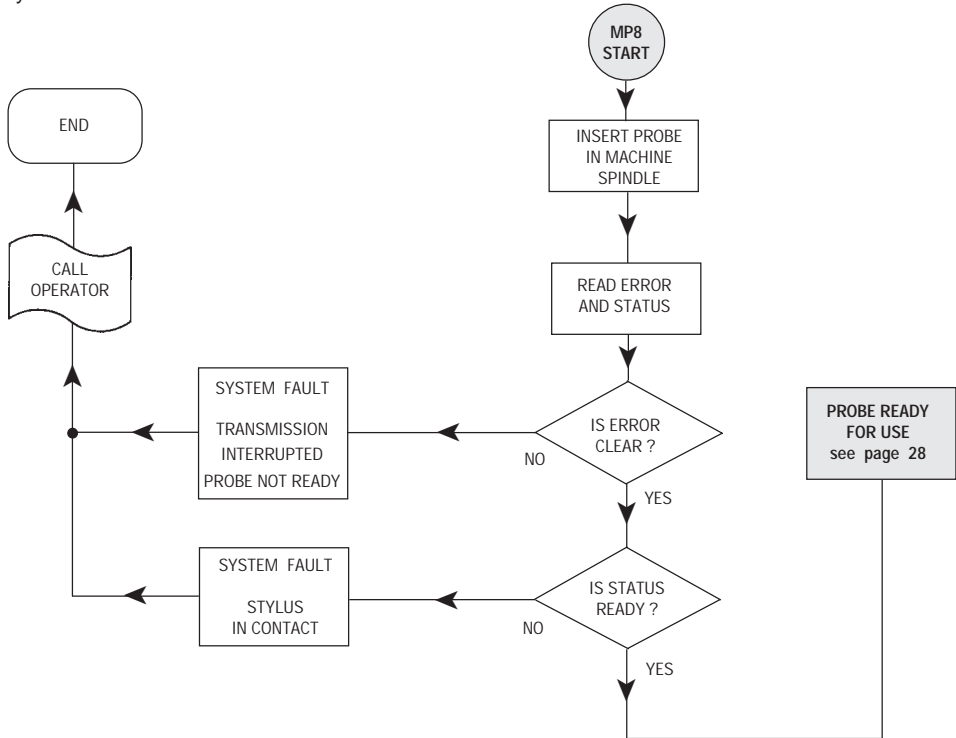 y
MP8
START
END
INSERT PROBE
IN MACHINE
SPINDLE
CALL
OPERATOR
READ ERROR
AND STATUS
SYSTEM FAULT
TRANSMISSION
INTERRUPTED
PROBE NOT READY
IS ERROR
CLEAR ?
NO
YES
PROBE READY
FOR USE
see page 28
SYSTEM FAULT
STYLUS
IN CONTACT
IS STATUS
READY ?
NO
YES